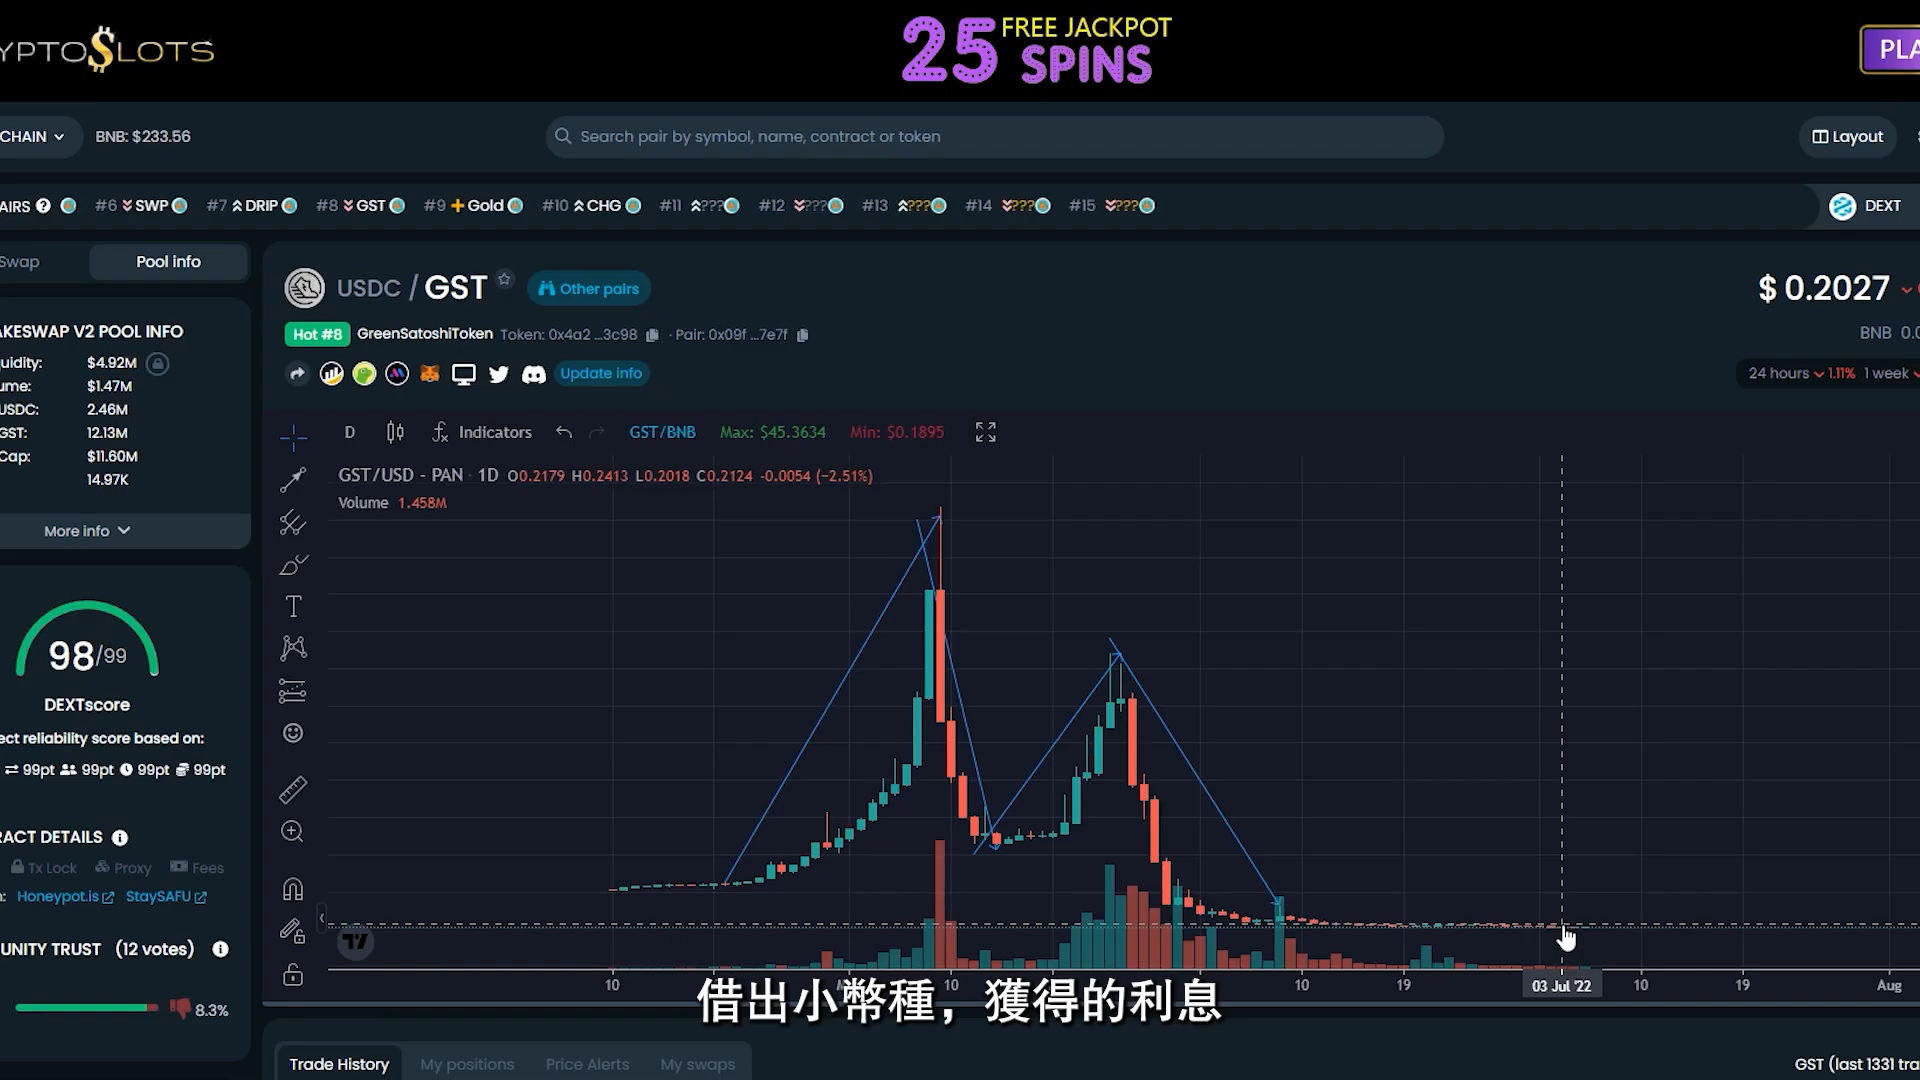 YPTO$LOTS
25 FREE JACKPOT SPINS
PLA
CHAIN
BNB: $233.56
Search pair by symbol, name, contract or token
Layout
AIRS
#6 SWP
#7 DRIP
#8 GST
#9 Gold
#10 CHG
#11 ???
#12 ???
#13 ???
#14 ???
#15 ???
DEXT
Swap
Pool info
USDC / GST
Other pairs
$ 0.2027
AKESWAP V2 POOL INFO
Hot #8 GreenSatoshiToken Token: 0x4a2 ...3c98 · Pair: 0x09f ...7e7f
BNB 0.0
uidity: $4.92M
ume: $1.47M
USDC: 2.46M
GST: 12.13M
Cap: $11.60M
14.97K
Update info
24 hours 1.11% 1 week
D
Indicators
GST/BNB
Max: $45.3634
Min: $0.1895
GST/USD - PAN · 1D O0.2179 H0.2413 L0.2018 C0.2124 -0.0054 (−2.51%)
Volume 1.458M
More info
98/99
DEXTscore
ect reliability score based on:
99pt 99pt 99pt 99pt
RACT DETAILS
Tx Lock Proxy Fees
: Honeypot.is StaySAFU
UNITY TRUST (12 votes)
8.3%
10
10
10
19
03 Jul '22
10
19
Aug
借出小幣種，獲得的利息
Trade History
My positions
Price Alerts
My swaps
GST (last 1331 tra